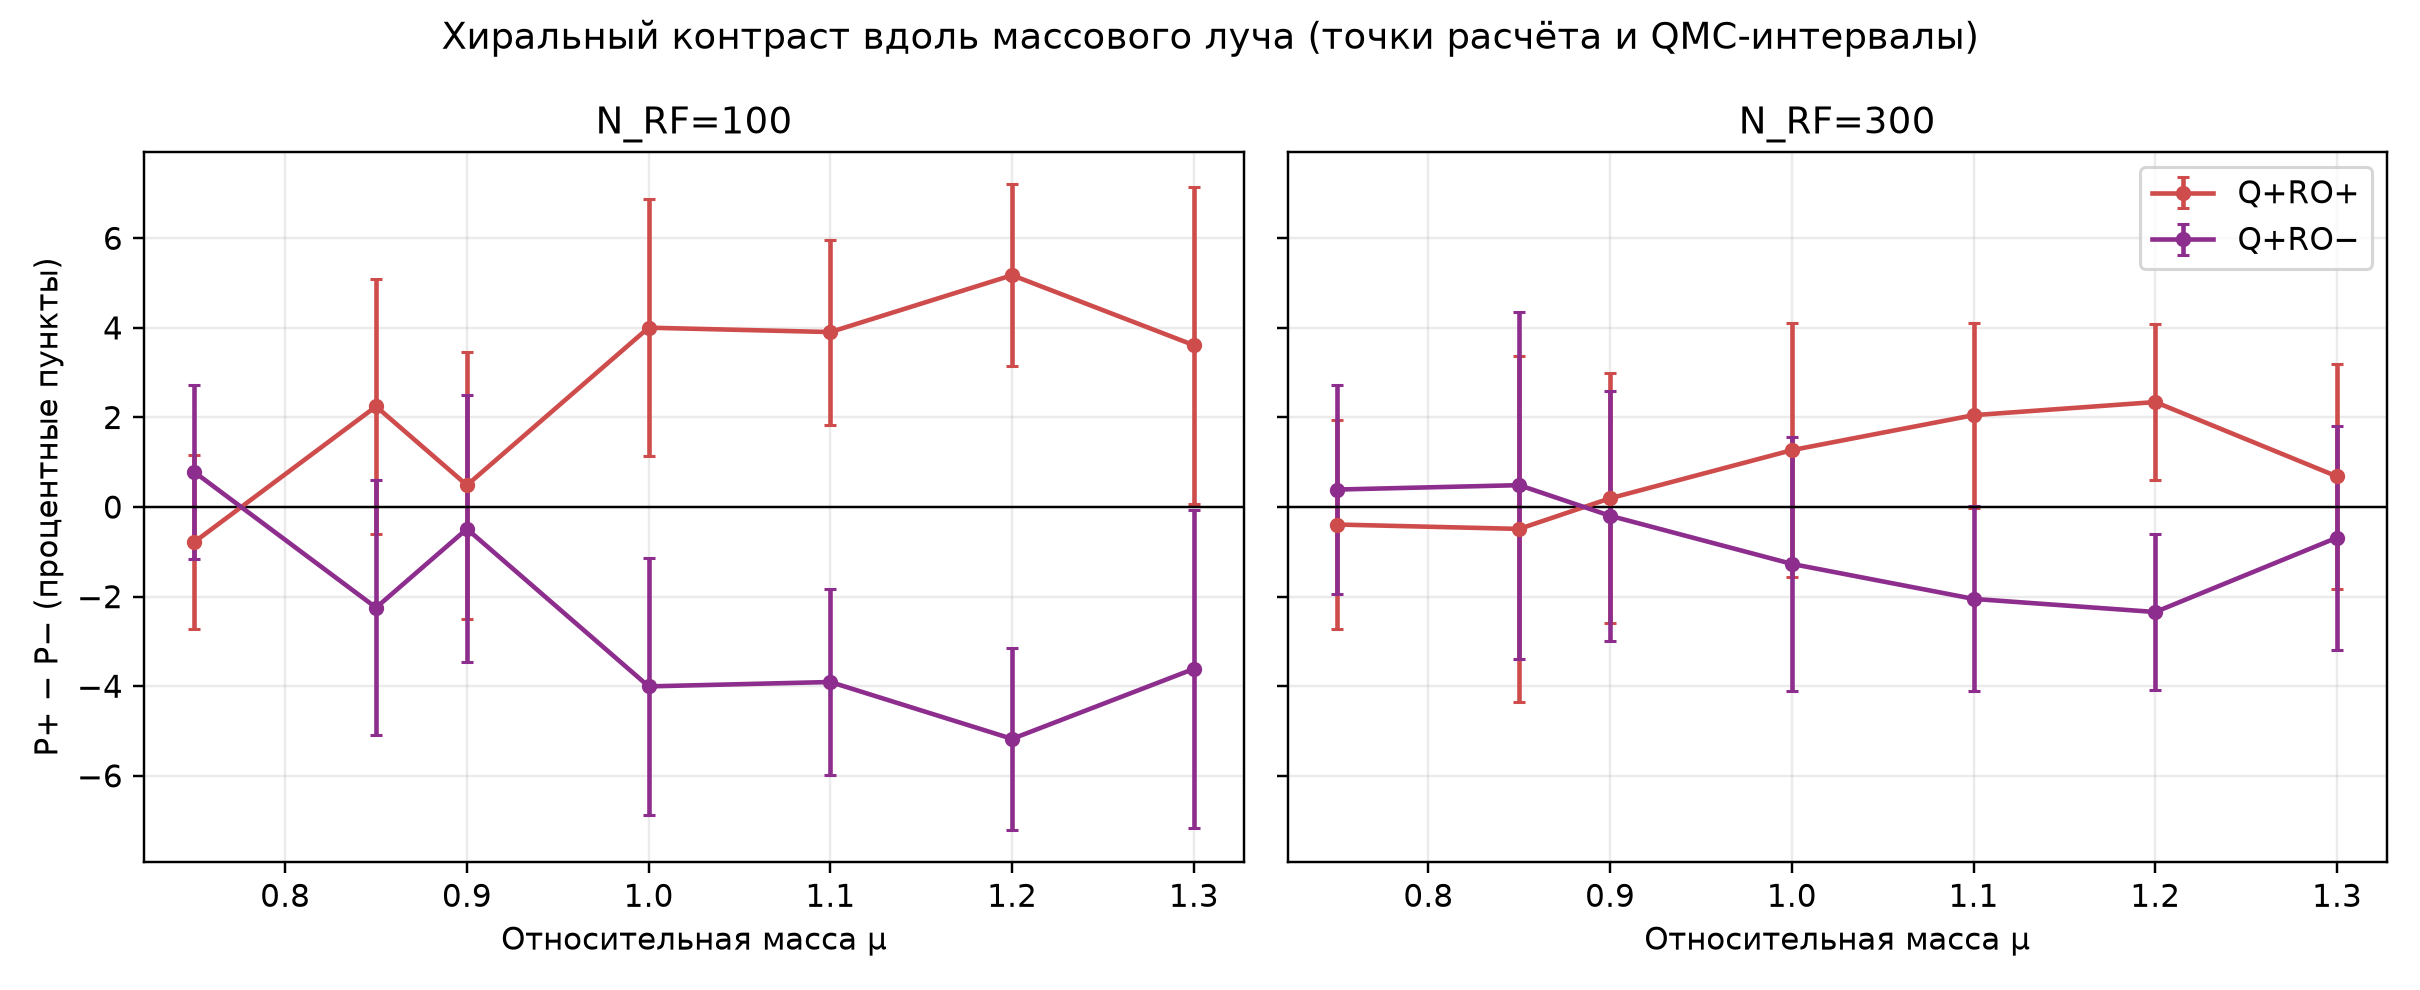 Хиральный контраст вдоль массового луча (точки расчёта и QMC-интервалы)
N_RF=100
N_RF=300
P+ − P− (процентные пункты)
6
4
2
0
−2
−4
−6
Q+RO+
Q+RO−
0.8 0.9 1.0 1.1 1.2 1.3
0.8 0.9 1.0 1.1 1.2 1.3
Относительная масса μ
Относительная масса μ